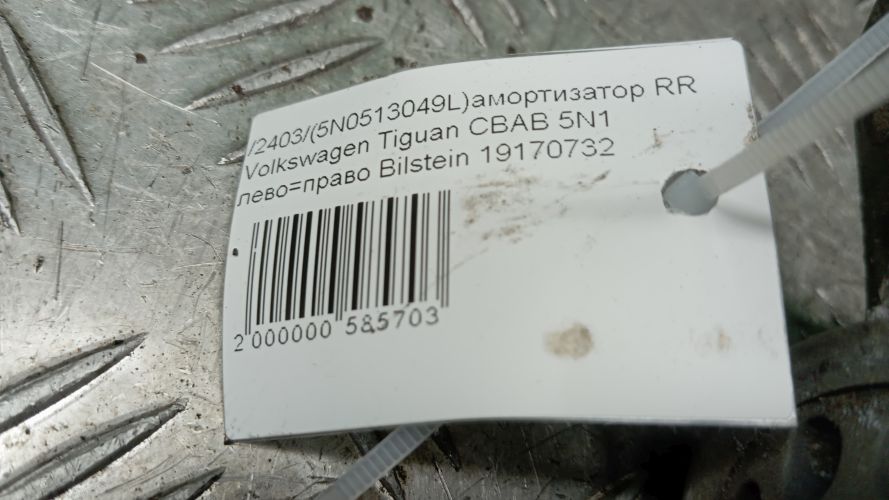 /2403/(5N0513049L)амортизатор RR
Volkswagen Tiguan CBAB 5N1
лево=право Bilstein 19170732
2 000000 585703